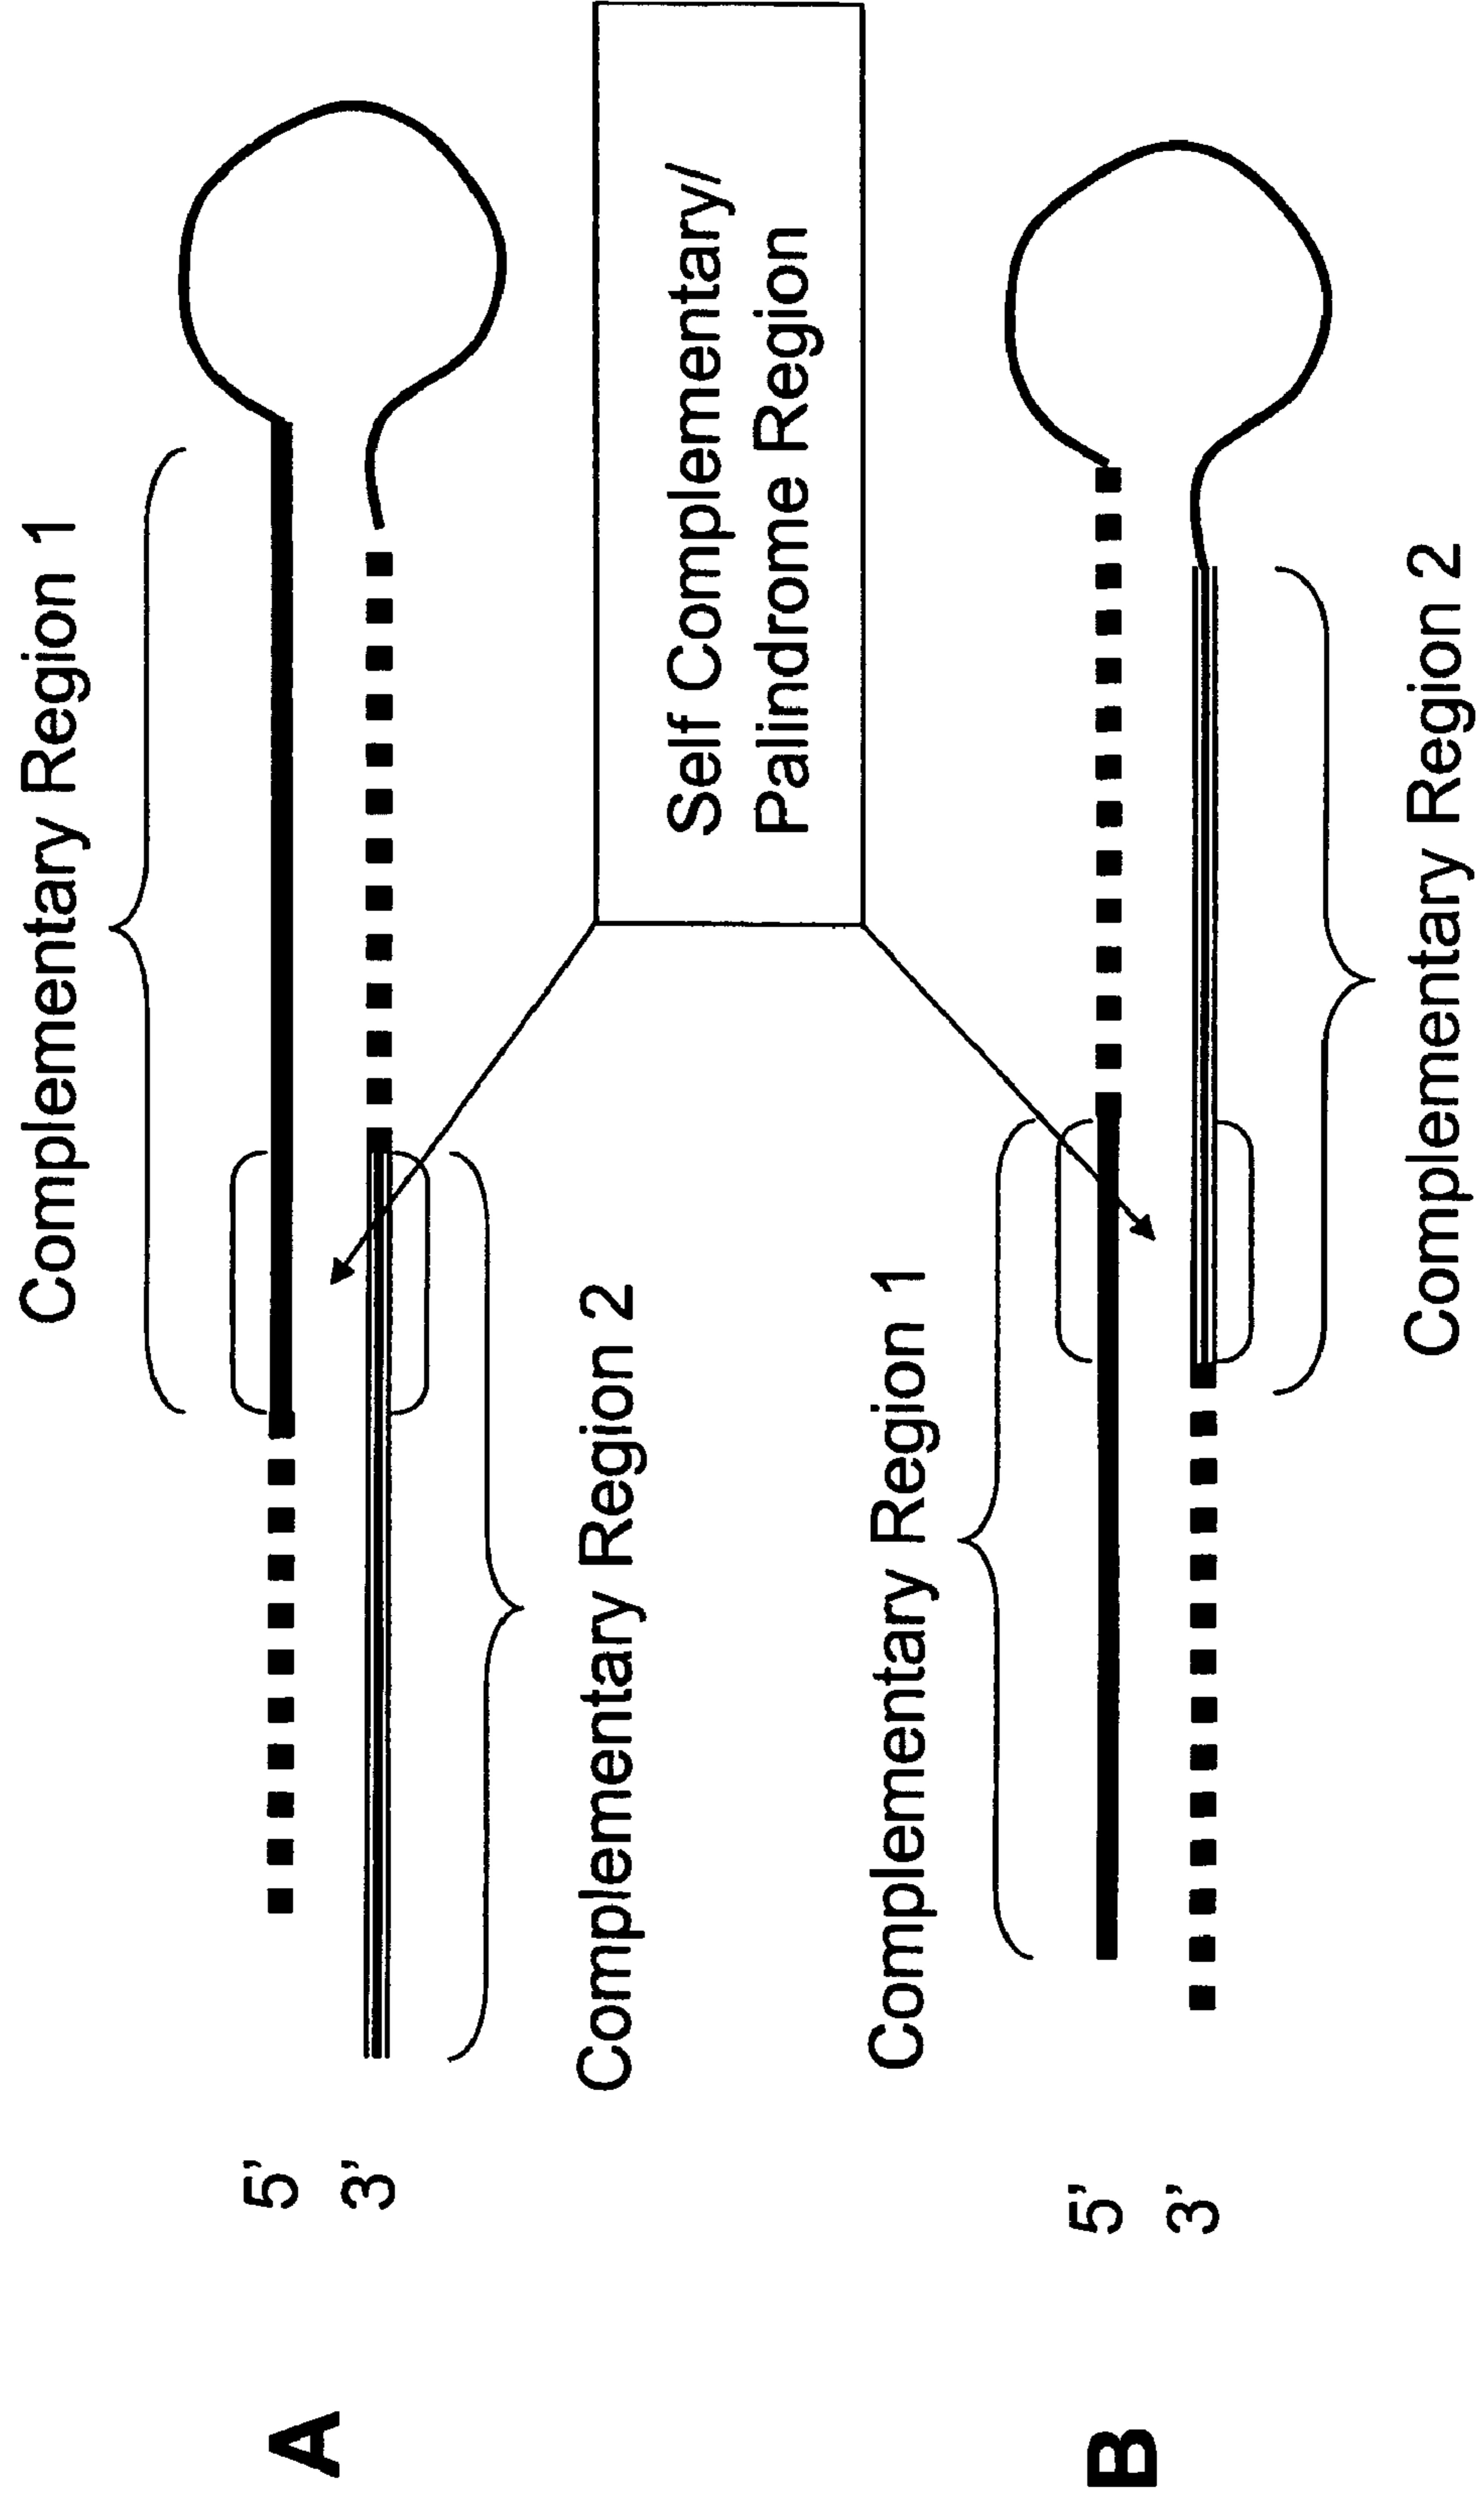 Complementary Region 1
A
5'
3'
Complementary Region 2
Self Complementary/
Palindrome Region
Complementary Region 1
B
5'
3'
Complementary Region 2